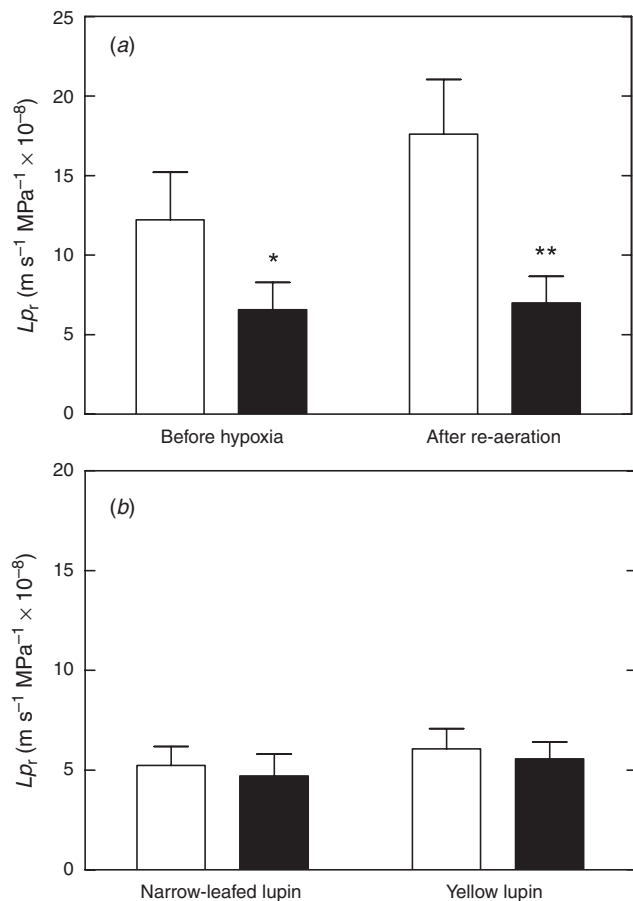 25
(a)
20
15
*
**
10
5
0
Lpᵣ (m s⁻¹ MPa⁻¹ × 10⁻⁸)
Before hypoxia After re-aeration
20
(b)
15
10
5
0
Lpᵣ (m s⁻¹ MPa⁻¹ × 10⁻⁸)
Narrow-leafed lupin Yellow lupin